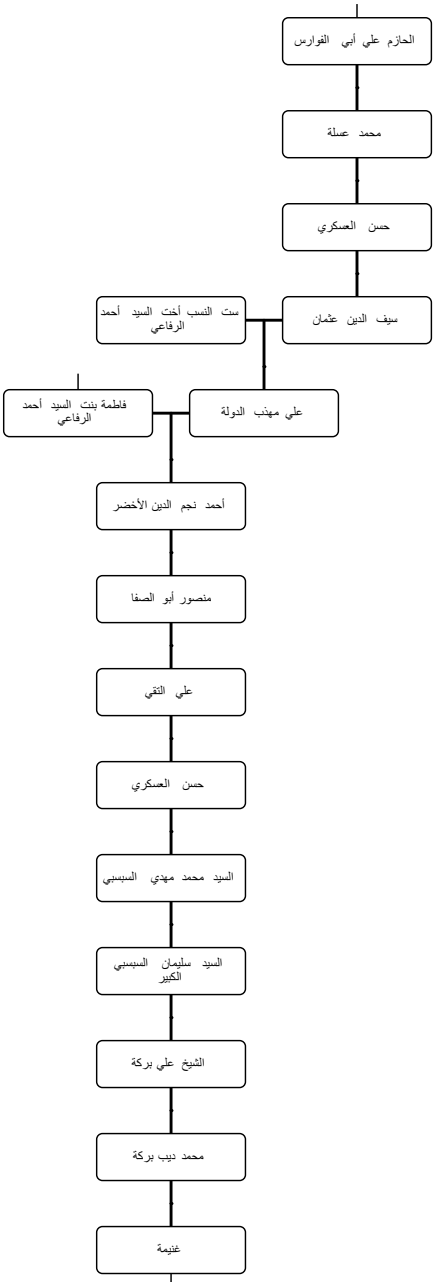 الحازم علي أبي الفوارس
محمد عسلة
حسن العسكري
سيف الدين عثمان
ست النسب أخت السيد أحمد
الرفاعي
علي مهذب الدولة
فاطمة بنت السيد أحمد
الرفاعي
أحمد نجم الدين الأخضر
منصور أبو الصفا
علي التقي
حسن العسكري
السيد محمد مهدي السبسبي
السيد سليمان السبسبي
الكبير
الشيخ علي بركة
محمد ديب بركة
غنيمة